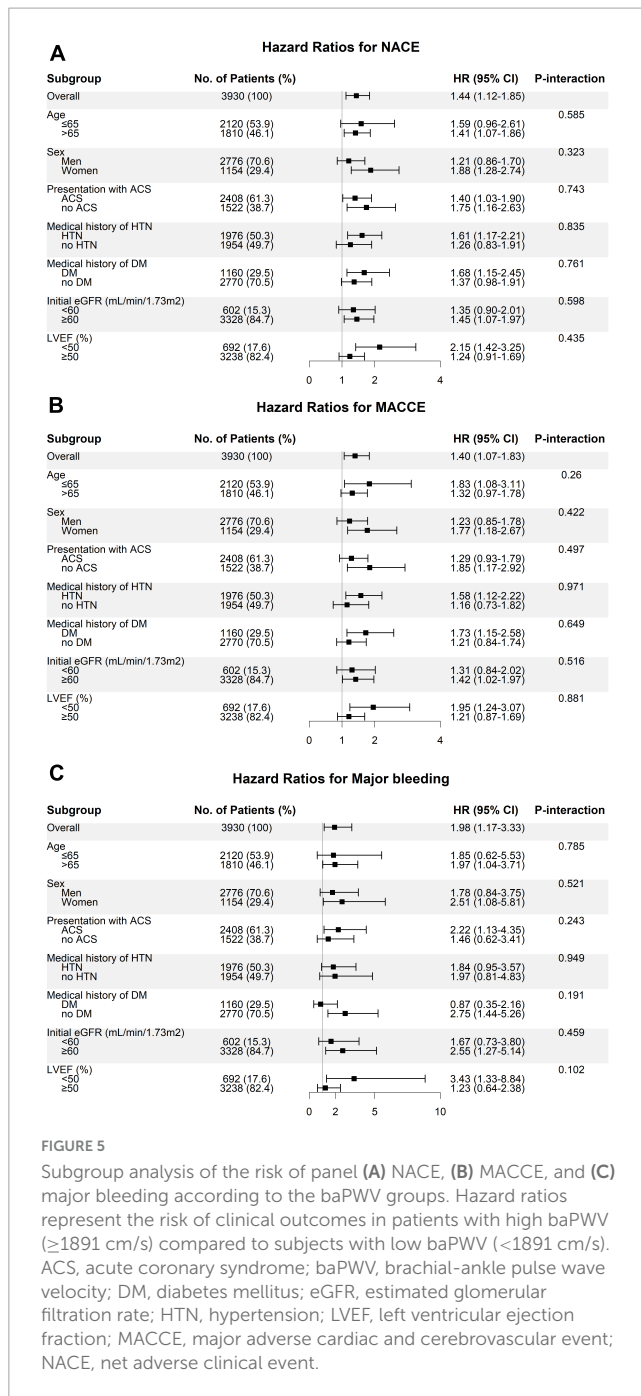 A
Hazard Ratios for NACE
Subgroup No. of Patients (%) HR (95% CI) P-interaction
Overall 3930 (100) 1.44 (1.12-1.85)
Age 0.585
≤65 2120 (53.9) 1.59 (0.96-2.61)
>65 1810 (46.1) 1.41 (1.07-1.86)
Sex 0.323
Men 2776 (70.6) 1.21 (0.86-1.70)
Women 1154 (29.4) 1.88 (1.28-2.74)
Presentation with ACS 0.743
ACS 2408 (61.3) 1.40 (1.03-1.90)
no ACS 1522 (38.7) 1.75 (1.16-2.63)
Medical history of HTN 0.835
HTN 1976 (50.3) 1.61 (1.17-2.21)
no HTN 1954 (49.7) 1.26 (0.83-1.91)
Medical history of DM 0.761
DM 1160 (29.5) 1.68 (1.15-2.45)
no DM 2770 (70.5) 1.37 (0.98-1.91)
Initial eGFR (mL/min/1.73m2) 0.598
<60 602 (15.3) 1.35 (0.90-2.01)
≥60 3328 (84.7) 1.45 (1.07-1.97)
LVEF (%) 0.435
<50 692 (17.6) 2.15 (1.42-3.25)
≥50 3238 (82.4) 1.24 (0.91-1.69)
0 1 2 4
B
Hazard Ratios for MACCE
Subgroup No. of Patients (%) HR (95% CI) P-interaction
Overall 3930 (100) 1.40 (1.07-1.83)
Age 0.26
≤65 2120 (53.9) 1.83 (1.08-3.11)
>65 1810 (46.1) 1.32 (0.97-1.78)
Sex 0.422
Men 2776 (70.6) 1.23 (0.85-1.78)
Women 1154 (29.4) 1.77 (1.18-2.67)
Presentation with ACS 0.497
ACS 2408 (61.3) 1.29 (0.93-1.79)
no ACS 1522 (38.7) 1.85 (1.17-2.92)
Medical history of HTN 0.971
HTN 1976 (50.3) 1.58 (1.12-2.22)
no HTN 1954 (49.7) 1.16 (0.73-1.82)
Medical history of DM 0.649
DM 1160 (29.5) 1.73 (1.15-2.58)
no DM 2770 (70.5) 1.21 (0.84-1.74)
Initial eGFR (mL/min/1.73m2) 0.516
<60 602 (15.3) 1.31 (0.84-2.02)
≥60 3328 (84.7) 1.42 (1.02-1.97)
LVEF (%) 0.881
<50 692 (17.6) 1.95 (1.24-3.07)
≥50 3238 (82.4) 1.21 (0.87-1.69)
0 1 2 4
C
Hazard Ratios for Major bleeding
Subgroup No. of Patients (%) HR (95% CI) P-interaction
Overall 3930 (100) 1.98 (1.17-3.33)
Age 0.785
≤65 2120 (53.9) 1.85 (0.62-5.53)
>65 1810 (46.1) 1.97 (1.04-3.71)
Sex 0.521
Men 2776 (70.6) 1.78 (0.84-3.75)
Women 1154 (29.4) 2.51 (1.08-5.81)
Presentation with ACS 0.243
ACS 2408 (61.3) 2.22 (1.13-4.35)
no ACS 1522 (38.7) 1.46 (0.62-3.41)
Medical history of HTN 0.949
HTN 1976 (50.3) 1.84 (0.95-3.57)
no HTN 1954 (49.7) 1.97 (0.81-4.83)
Medical history of DM 0.191
DM 1160 (29.5) 0.87 (0.35-2.16)
no DM 2770 (70.5) 2.75 (1.44-5.26)
Initial eGFR (mL/min/1.73m2) 0.459
<60 602 (15.3) 1.67 (0.73-3.80)
≥60 3328 (84.7) 2.55 (1.27-5.14)
LVEF (%) 0.102
<50 692 (17.6) 3.43 (1.33-8.84)
≥50 3238 (82.4) 1.23 (0.64-2.38)
0 2 5 10
FIGURE 5
Subgroup analysis of the risk of panel (A) NACE, (B) MACCE, and (C)
major bleeding according to the baPWV groups. Hazard ratios
represent the risk of clinical outcomes in patients with high baPWV
(≥1891 cm/s) compared to subjects with low baPWV (<1891 cm/s).
ACS, acute coronary syndrome; baPWV, brachial-ankle pulse wave
velocity; DM, diabetes mellitus; eGFR, estimated glomerular
filtration rate; HTN, hypertension; LVEF, left ventricular ejection
fraction; MACCE, major adverse cardiac and cerebrovascular event;
NACE, net adverse clinical event.